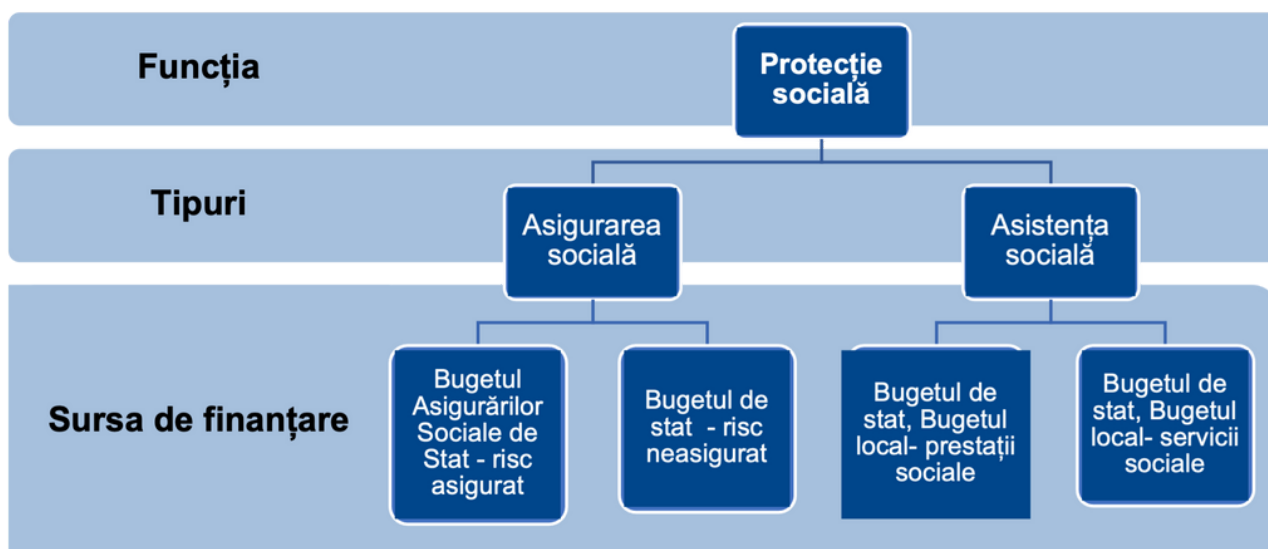 Funcția
Protecție
socială
Tipuri
Asigurarea
socială
Asistența
socială
Sursa de finanțare
Bugetul
Asigurărilor
Sociale de
Stat - risc
asigurat
Bugetul de
stat - risc
neasigurat
Bugetul de
stat, Bugetul
local- prestații
sociale
Bugetul de
stat, Bugetul
local- servicii
sociale